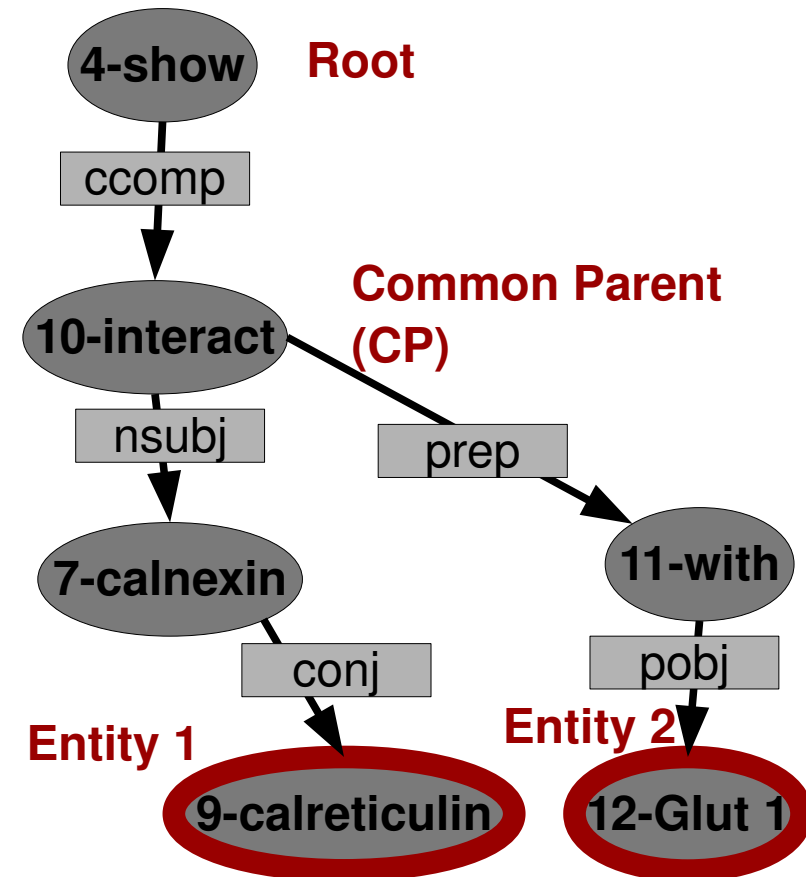 4-show
Root
ccomp
Common Parent
(CP)
10-interact
nsubj
prep
7-calnexin
11-with
conj
pobj
Entity 1
Entity 2
9-calreticulin
12-Glut 1